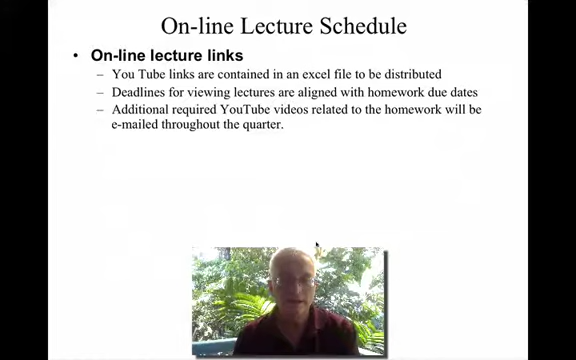 On-line Lecture Schedule
• On-line lecture links
– You Tube links are contained in an excel file to be distributed
– Deadlines for viewing lectures are aligned with homework due dates
– Additional required YouTube videos related to the homework will be
e-mailed throughout the quarter.